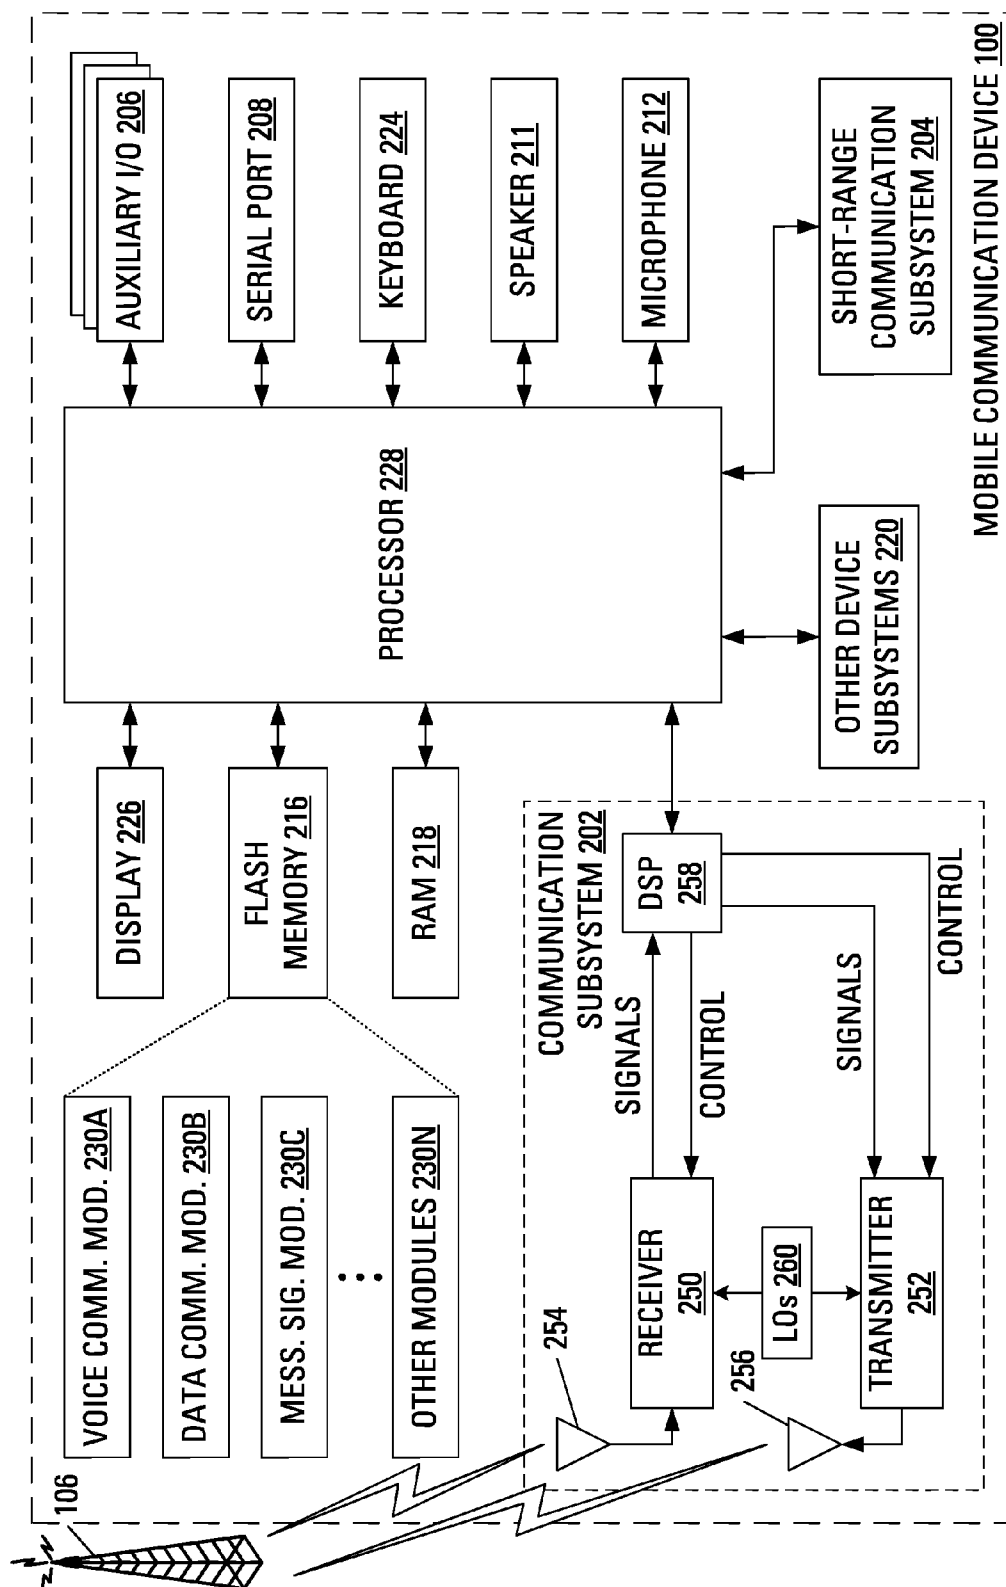 106
VOICE COMM. MOD. 230A
DATA COMM. MOD. 230B
MESS. SIG. MOD. 230C
OTHER MODULES 230N
DISPLAY 226
FLASH
MEMORY 216
RAM 218
PROCESSOR 228
AUXILIARY I/O 206
SERIAL PORT 208
KEYBOARD 224
SPEAKER 211
MICROPHONE 212
SHORT-RANGE
COMMUNICATION
SUBSYSTEM 204
OTHER DEVICE
SUBSYSTEMS 220
COMMUNICATION
SUBSYSTEM 202
DSP
258
SIGNALS
CONTROL
SIGNALS
CONTROL
254
RECEIVER
250
LOs 260
256
TRANSMITTER
252
MOBILE COMMUNICATION DEVICE 100